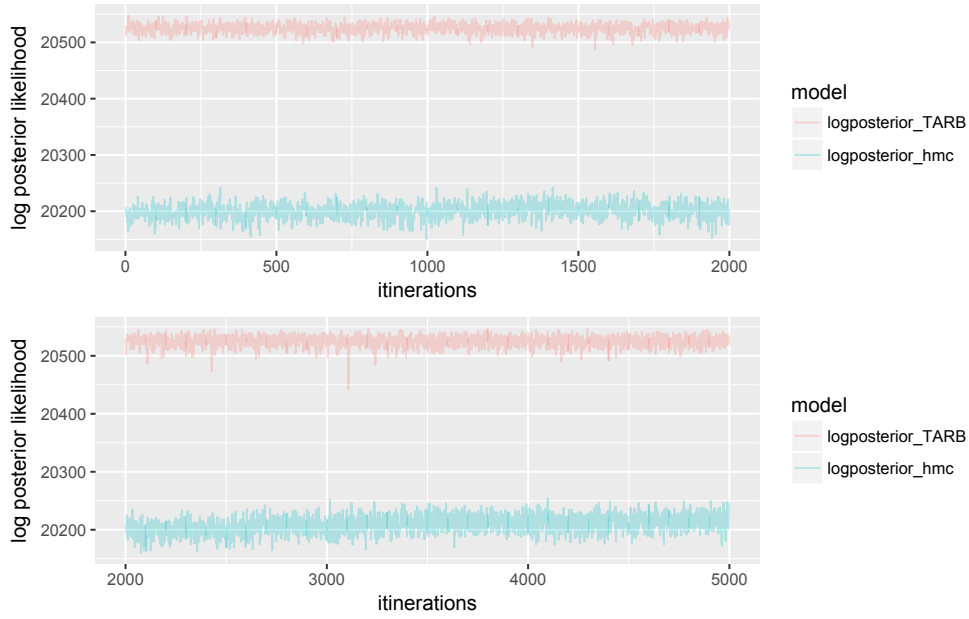 log posterior likelihood
20500
20400
20300
20200
0
500
1000
1500
2000
itinerations
model
logposterior_TARB
logposterior_hmc
log posterior likelihood
20500
20400
20300
20200
2000
3000
4000
5000
itinerations
model
logposterior_TARB
logposterior_hmc